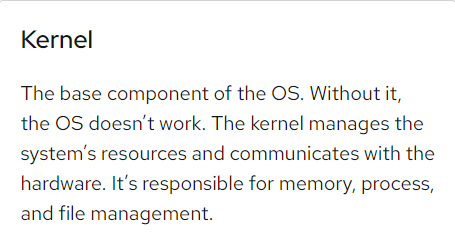 Kernel
The base component of the OS. Without it,
the OS doesn’t work. The kernel manages the
system’s resources and communicates with the
hardware. It’s responsible for memory, process,
and file management.